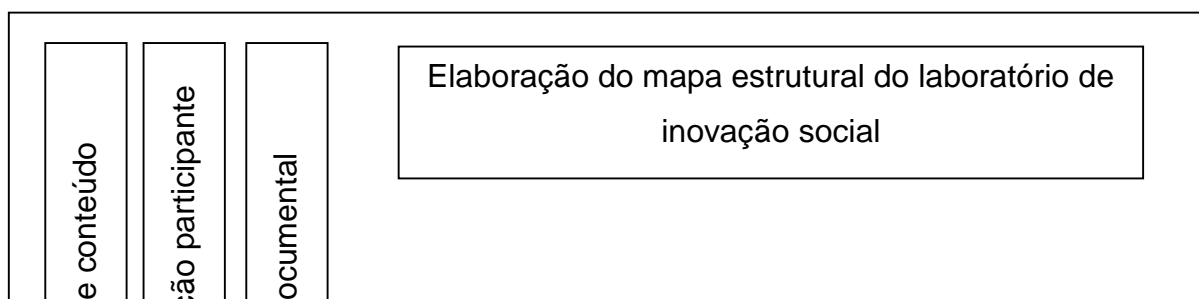 e conteúdo
ção participante
ocumental
Elaboração do mapa estrutural do laboratório de
inovação social